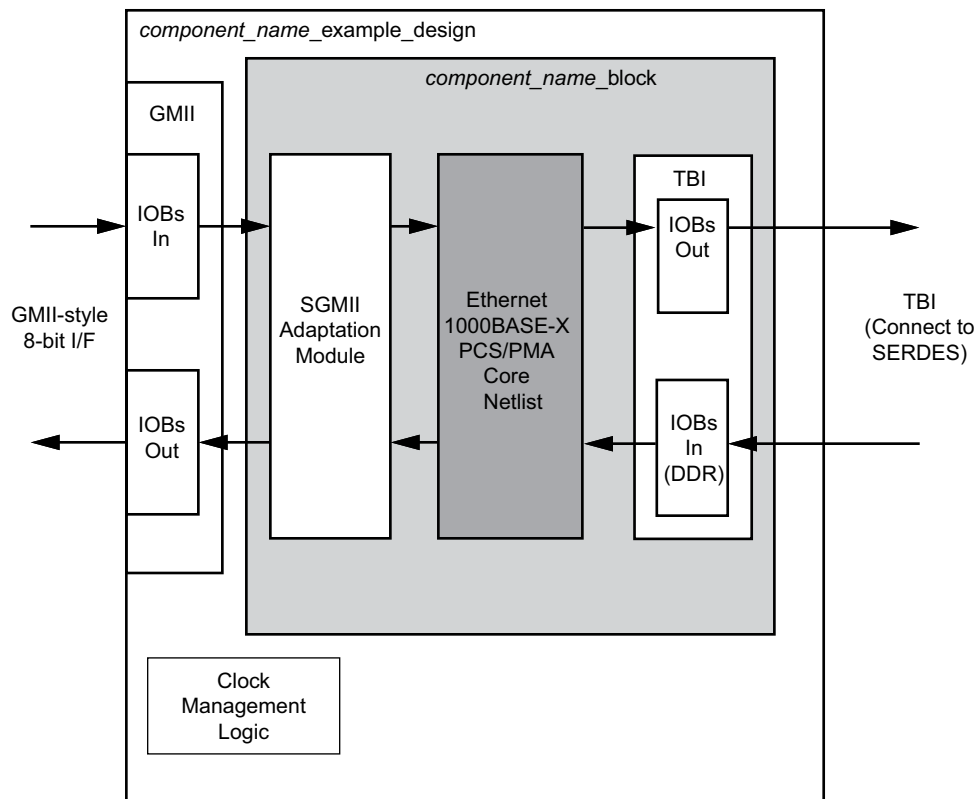 component_name_example_design
component_name_block
GMII
IOBs
In
GMII-style
8-bit I/F
IOBs
Out
SGMII
Adaptation
Module
Ethernet
1000BASE-X
PCS/PMA
Core
Netlist
TBI
IOBs
Out
IOBs
In
(DDR)
TBI
(Connect to
SERDES)
Clock
Management
Logic